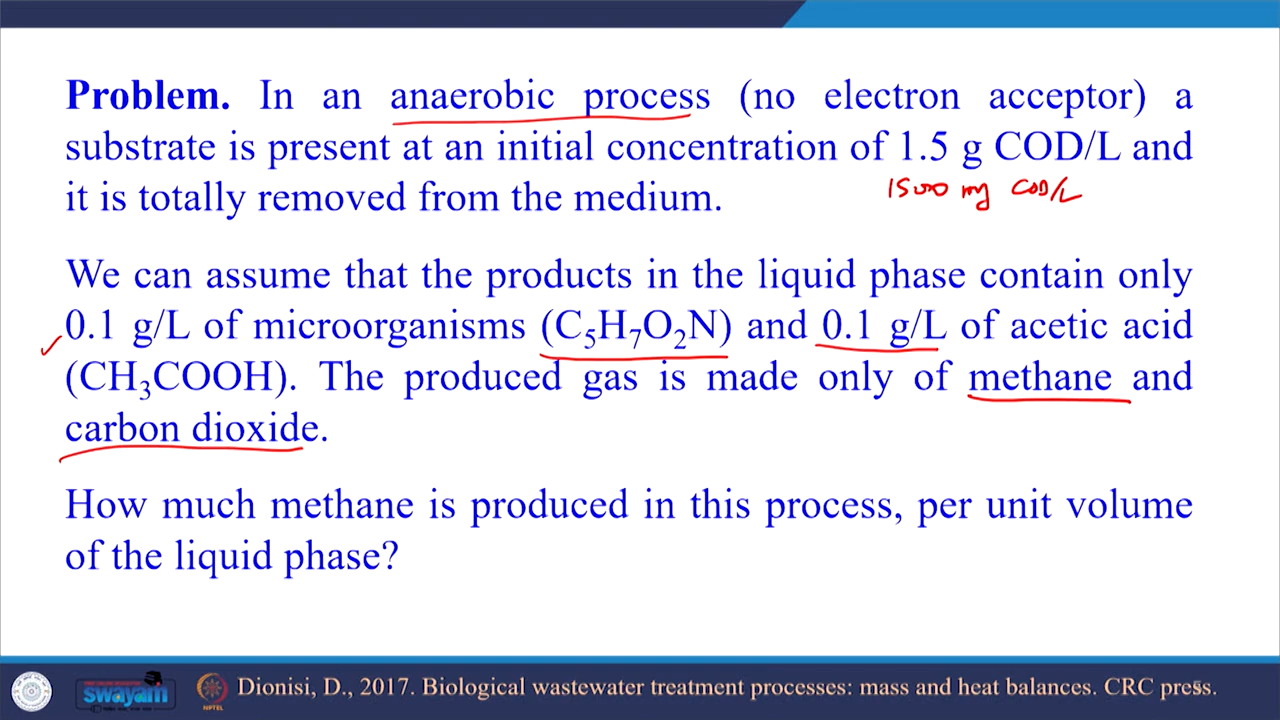 Problem. In an anaerobic process (no electron acceptor) a
substrate is present at an initial concentration of 1.5 g COD/L and
1500 mg COD/L
it is totally removed from the medium.
We can assume that the products in the liquid phase contain only
0.1 g/L of microorganisms (C₅H₇O₂N) and 0.1 g/L of acetic acid
(CH₃COOH). The produced gas is made only of methane and
carbon dioxide.
How much methane is produced in this process, per unit volume
of the liquid phase?
swayam
NPTEL
Dionisi, D., 2017. Biological wastewater treatment processes: mass and heat balances. CRC press.